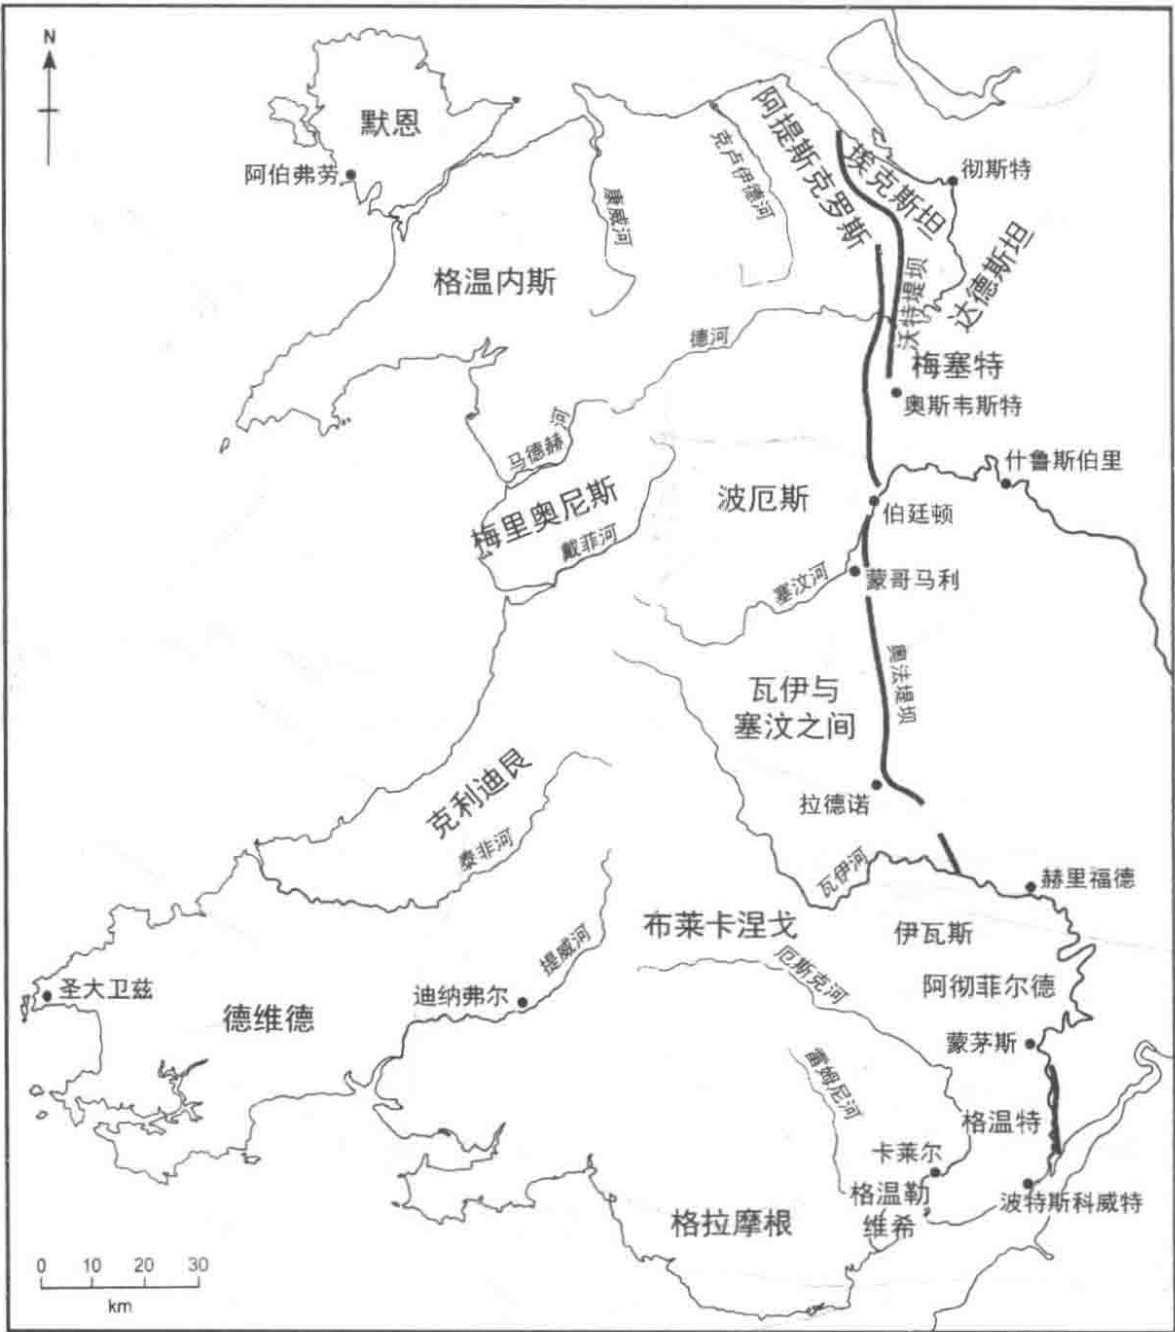 N
默恩
阿伯弗劳
格温内斯
康威河
克卢伊德河
阿提斯克罗斯
埃克斯坦
彻斯特
达德斯坦
沃特堤坝
德河
梅塞特
奥斯韦斯特
马德赫河
什鲁斯伯里
梅里奥尼斯
波厄斯
伯廷顿
戴菲河
塞汶河
蒙哥马利
奥法堤坝
瓦伊与
塞汶之间
拉德诺
克利迪艮
泰非河
瓦伊河
赫里福德
布莱卡涅戈
伊瓦斯
提威河
厄斯克河
阿彻菲尔德
圣大卫兹
迪纳弗尔
德维德
蒙茅斯
雷姆尼河
格温特
卡莱尔
格温勒
维希
波特斯科威特
格拉摩根
0 10 20 30
km